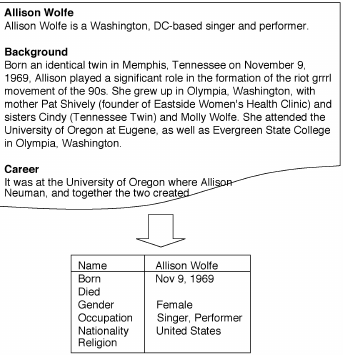 Allison Wolfe
Allison Wolfe is a Washington, DC-based singer and performer.
Background
Born an identical twin in Memphis, Tennessee on November 9,
1969, Allison played a significant role in the formation of the riot grrrl
movement of the 90s. She grew up in Olympia, Washington, with
mother Pat Shively (founder of Eastside Women's Health Clinic) and
sisters Cindy (Tennessee Twin) and Molly Wolfe. She attended the
University of Oregon at Eugene, as well as Evergreen State College
in Olympia, Washington.
Career
It was at the University of Oregon where Allison
Neuman, and together the two created
Name Allison Wolfe
Born Nov 9, 1969
Died
Gender Female
Occupation Singer, Performer
Nationality United States
Religion